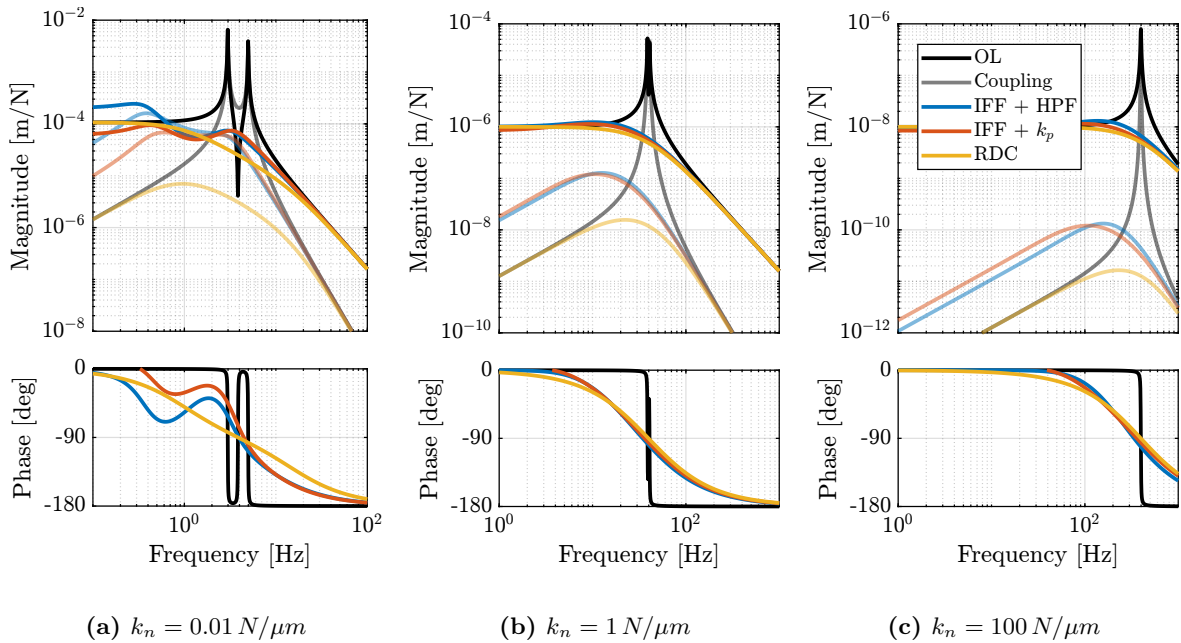 10^-2
10^-4
10^-6
10^-8
Magnitude [m/N]
10^-4
10^-6
10^-8
10^-10
Magnitude [m/N]
10^-6
10^-8
10^-10
10^-12
Magnitude [m/N]
OL
Coupling
IFF + HPF
IFF + k_p
RDC
0
-90
-180
Phase [deg]
10^0
10^2
Frequency [Hz]
0
-90
-180
Phase [deg]
10^0
10^2
Frequency [Hz]
0
-90
-180
Phase [deg]
10^0
10^2
Frequency [Hz]
(a) k_n = 0.01 N/μm
(b) k_n = 1 N/μm
(c) k_n = 100 N/μm